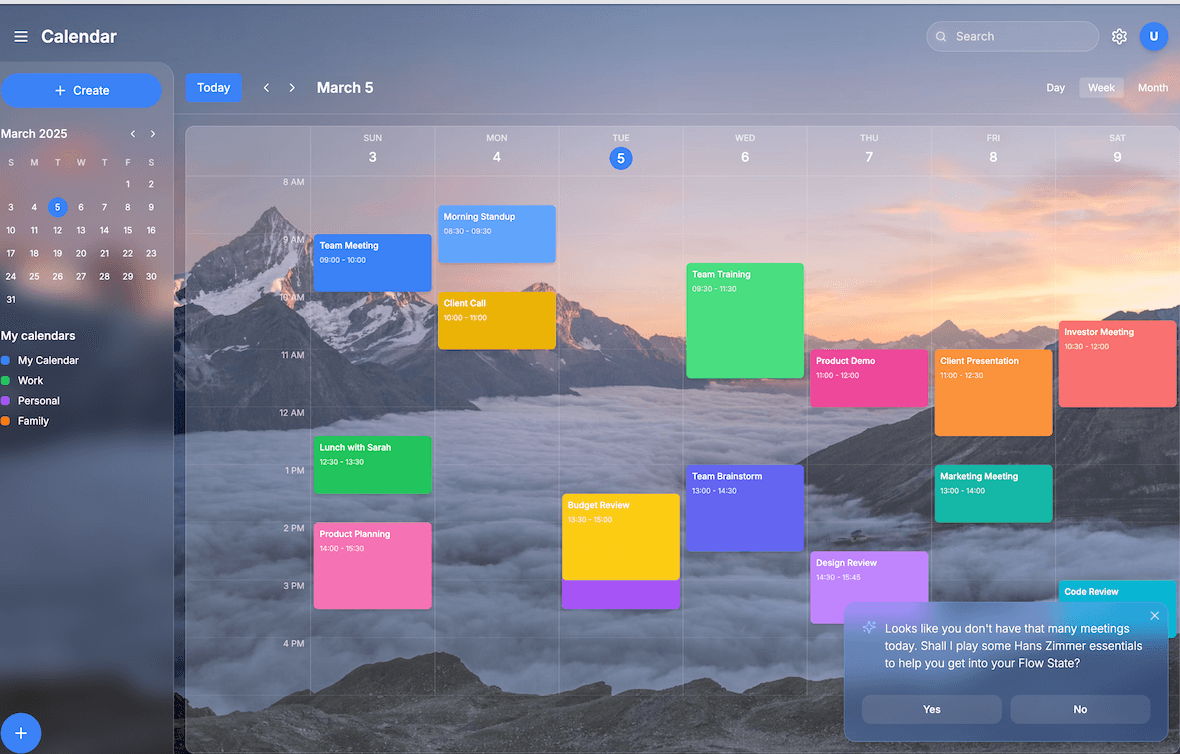 Calendar
Search
U
Create
Today
March 5
Day
Week
Month
March 2025
S M T W T F S
1 2
3 4 5 6 7 8 9
10 11 12 13 14 15 16
17 18 19 20 21 22 23
24 25 26 27 28 29 30
31
My calendars
My Calendar
Work
Personal
Family
SUN MON TUE WED THU FRI SAT
3 4 5 6 7 8 9
8 AM
9 AM
10 AM
11 AM
12 AM
1 PM
2 PM
3 PM
4 PM
Team Meeting
09:00 - 10:00
Lunch with Sarah
12:30 - 13:30
Product Planning
14:00 - 15:30
Morning Standup
08:30 - 09:30
Client Call
10:00 - 11:00
Budget Review
13:30 - 15:00
Team Training
09:30 - 11:30
Team Brainstorm
13:00 - 14:30
Product Demo
11:00 - 12:00
Design Review
14:30 - 15:45
Client Presentation
11:00 - 12:30
Marketing Meeting
13:00 - 14:00
Investor Meeting
10:30 - 12:00
Code Review
Looks like you don't have that many meetings
today. Shall I play some Hans Zimmer essentials
to help you get into your Flow State?
Yes
No